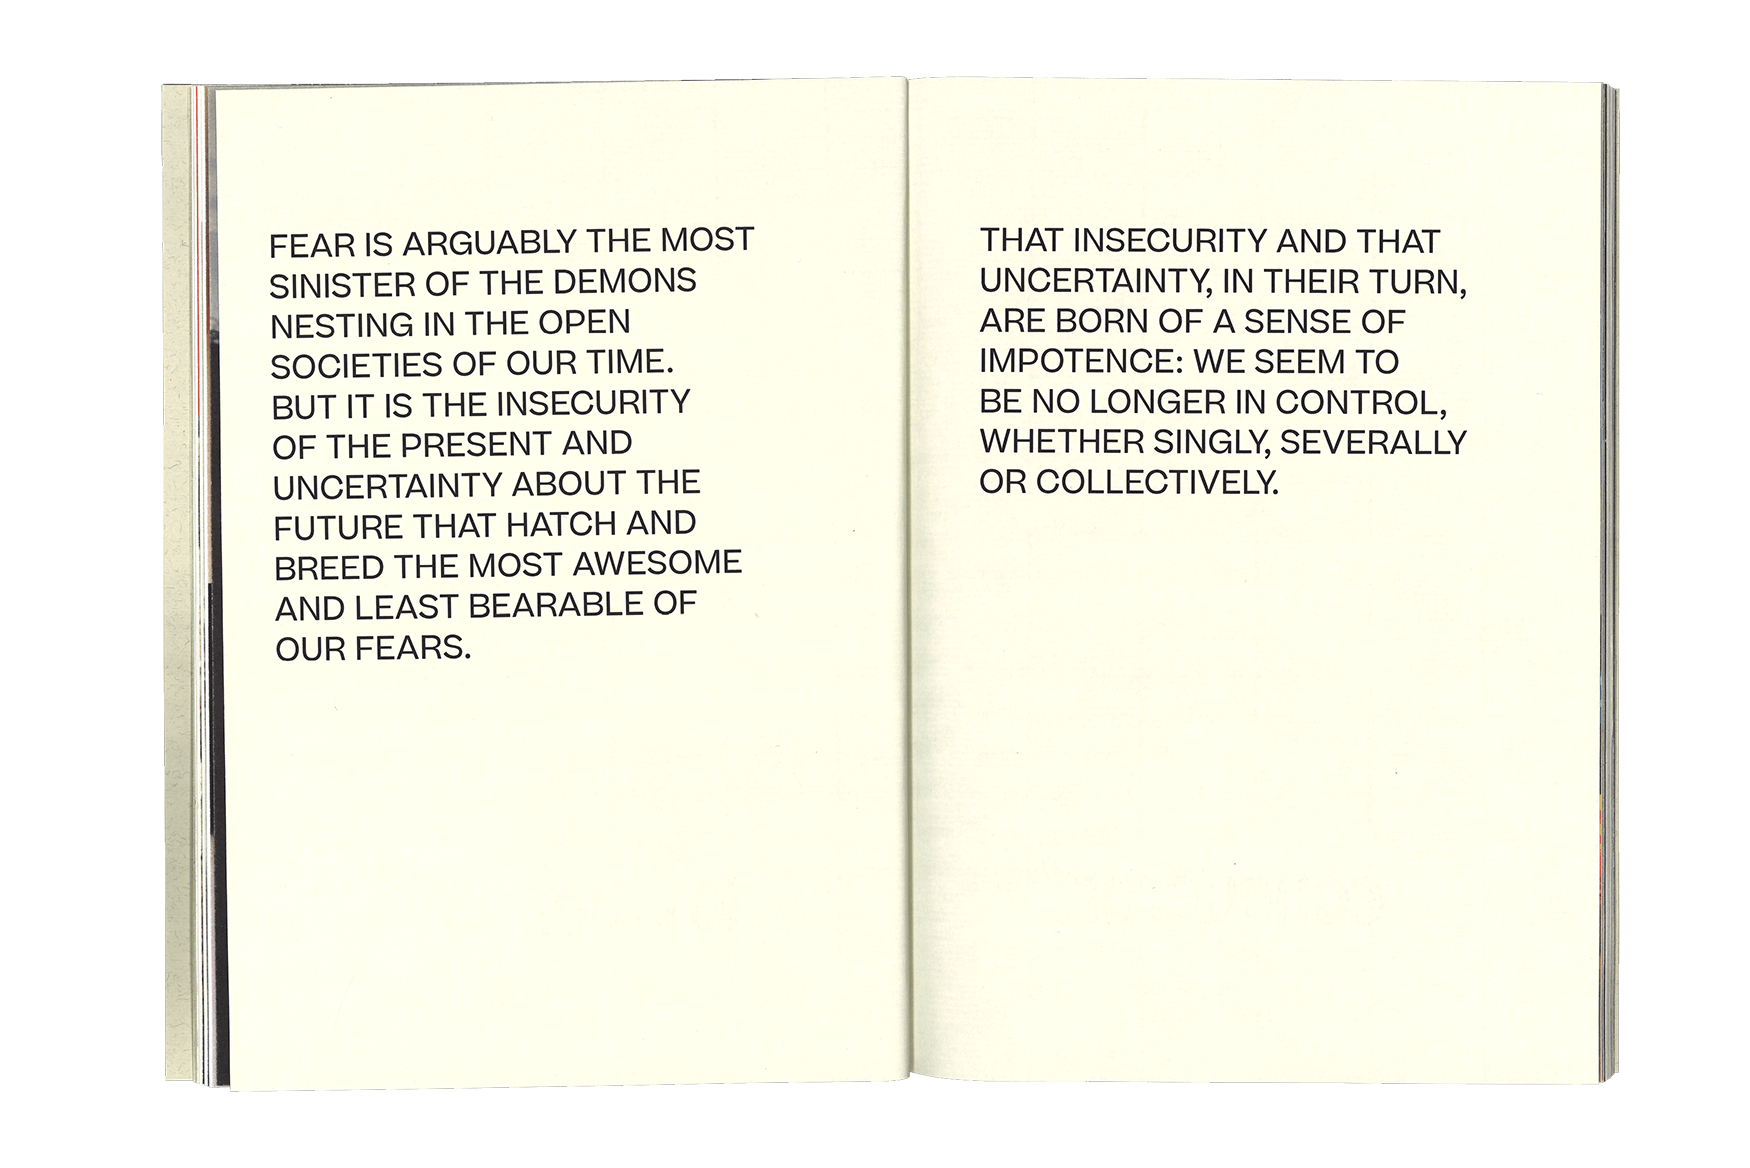 FEAR IS ARGUABLY THE MOST
SINISTER OF THE DEMONS
NESTING IN THE OPEN
SOCIETIES OF OUR TIME.
BUT IT IS THE INSECURITY
OF THE PRESENT AND
UNCERTAINTY ABOUT THE
FUTURE THAT HATCH AND
BREED THE MOST AWESOME
AND LEAST BEARABLE OF
OUR FEARS.
THAT INSECURITY AND THAT
UNCERTAINTY, IN THEIR TURN,
ARE BORN OF A SENSE OF
IMPOTENCE: WE SEEM TO
BE NO LONGER IN CONTROL,
WHETHER SINGLY, SEVERALLY
OR COLLECTIVELY.